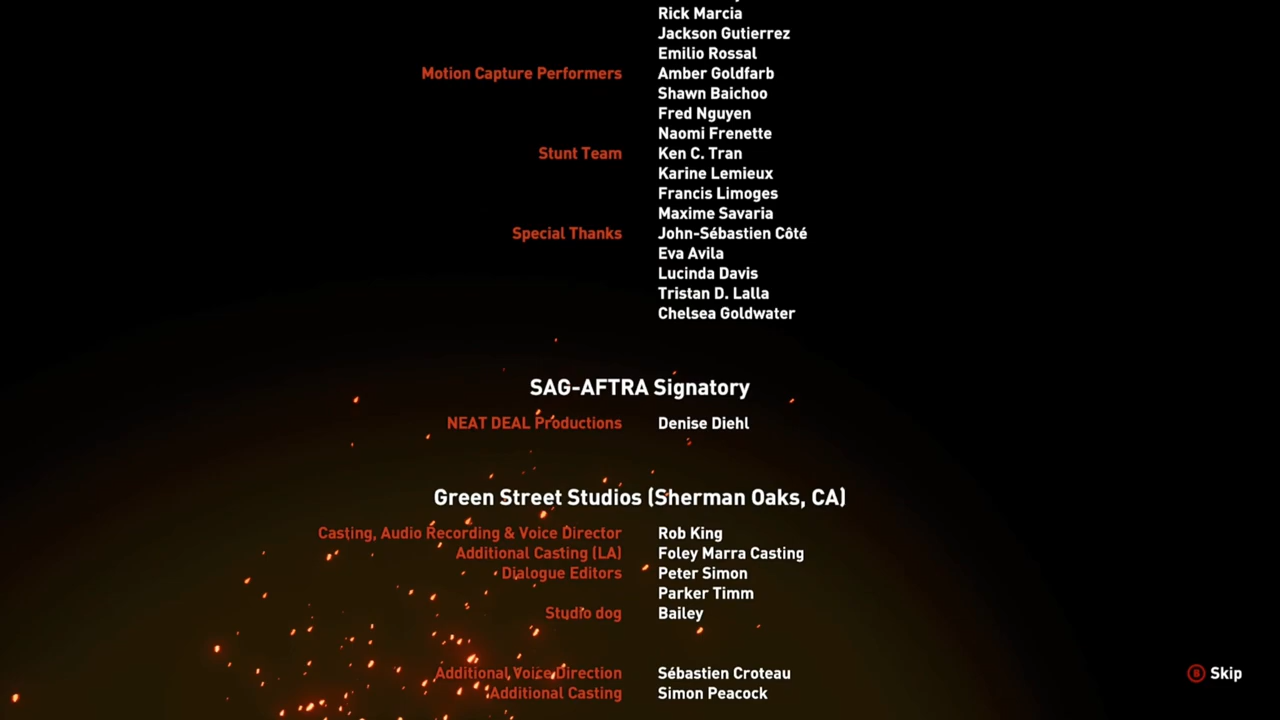 Rick Marcia
Jackson Gutierrez
Emilio Rossal
Motion Capture Performers Amber Goldfarb
Shawn Baichoo
Fred Nguyen
Naomi Frenette
Stunt Team Ken C. Tran
Karine Lemieux
Francis Limoges
Maxime Savaria
Special Thanks John-Sébastien Côté
Eva Avila
Lucinda Davis
Tristan D. Lalla
Chelsea Goldwater
SAG-AFTRA Signatory
NEAT DEAL Productions Denise Diehl
Green Street Studios (Sherman Oaks, CA)
Casting, Audio Recording & Voice Director Rob King
Additional Casting (LA) Foley Marra Casting
Dialogue Editors Peter Simon
Parker Timm
Studio dog Bailey
Additional Voice Direction Sébastien Croteau
Additional Casting Simon Peacock
B Skip